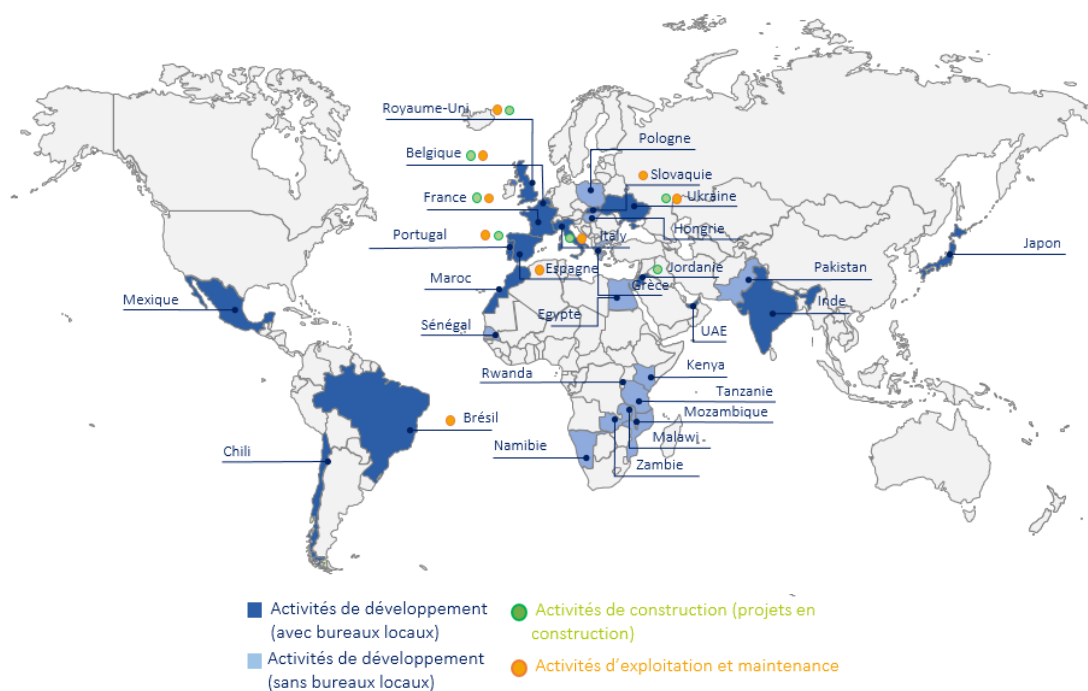 Royaume-Uni
Pologne
Belgique
Slovaquie
France
Ukraine
Portugal
Italy
Hongrie
Japon
Maroc
Espagne
Jordanie
Pakistan
Mexique
Grèce
Sénégal
Egypte
UAE
Inde
Rwanda
Kenya
Tanzanie
Brésil
Mozambique
Chili
Namibie
Malawi
Zambie
Activités de développement
(avec bureaux locaux)
Activités de construction (projets en
construction)
Activités de développement
(sans bureaux locaux)
Activités d'exploitation et maintenance